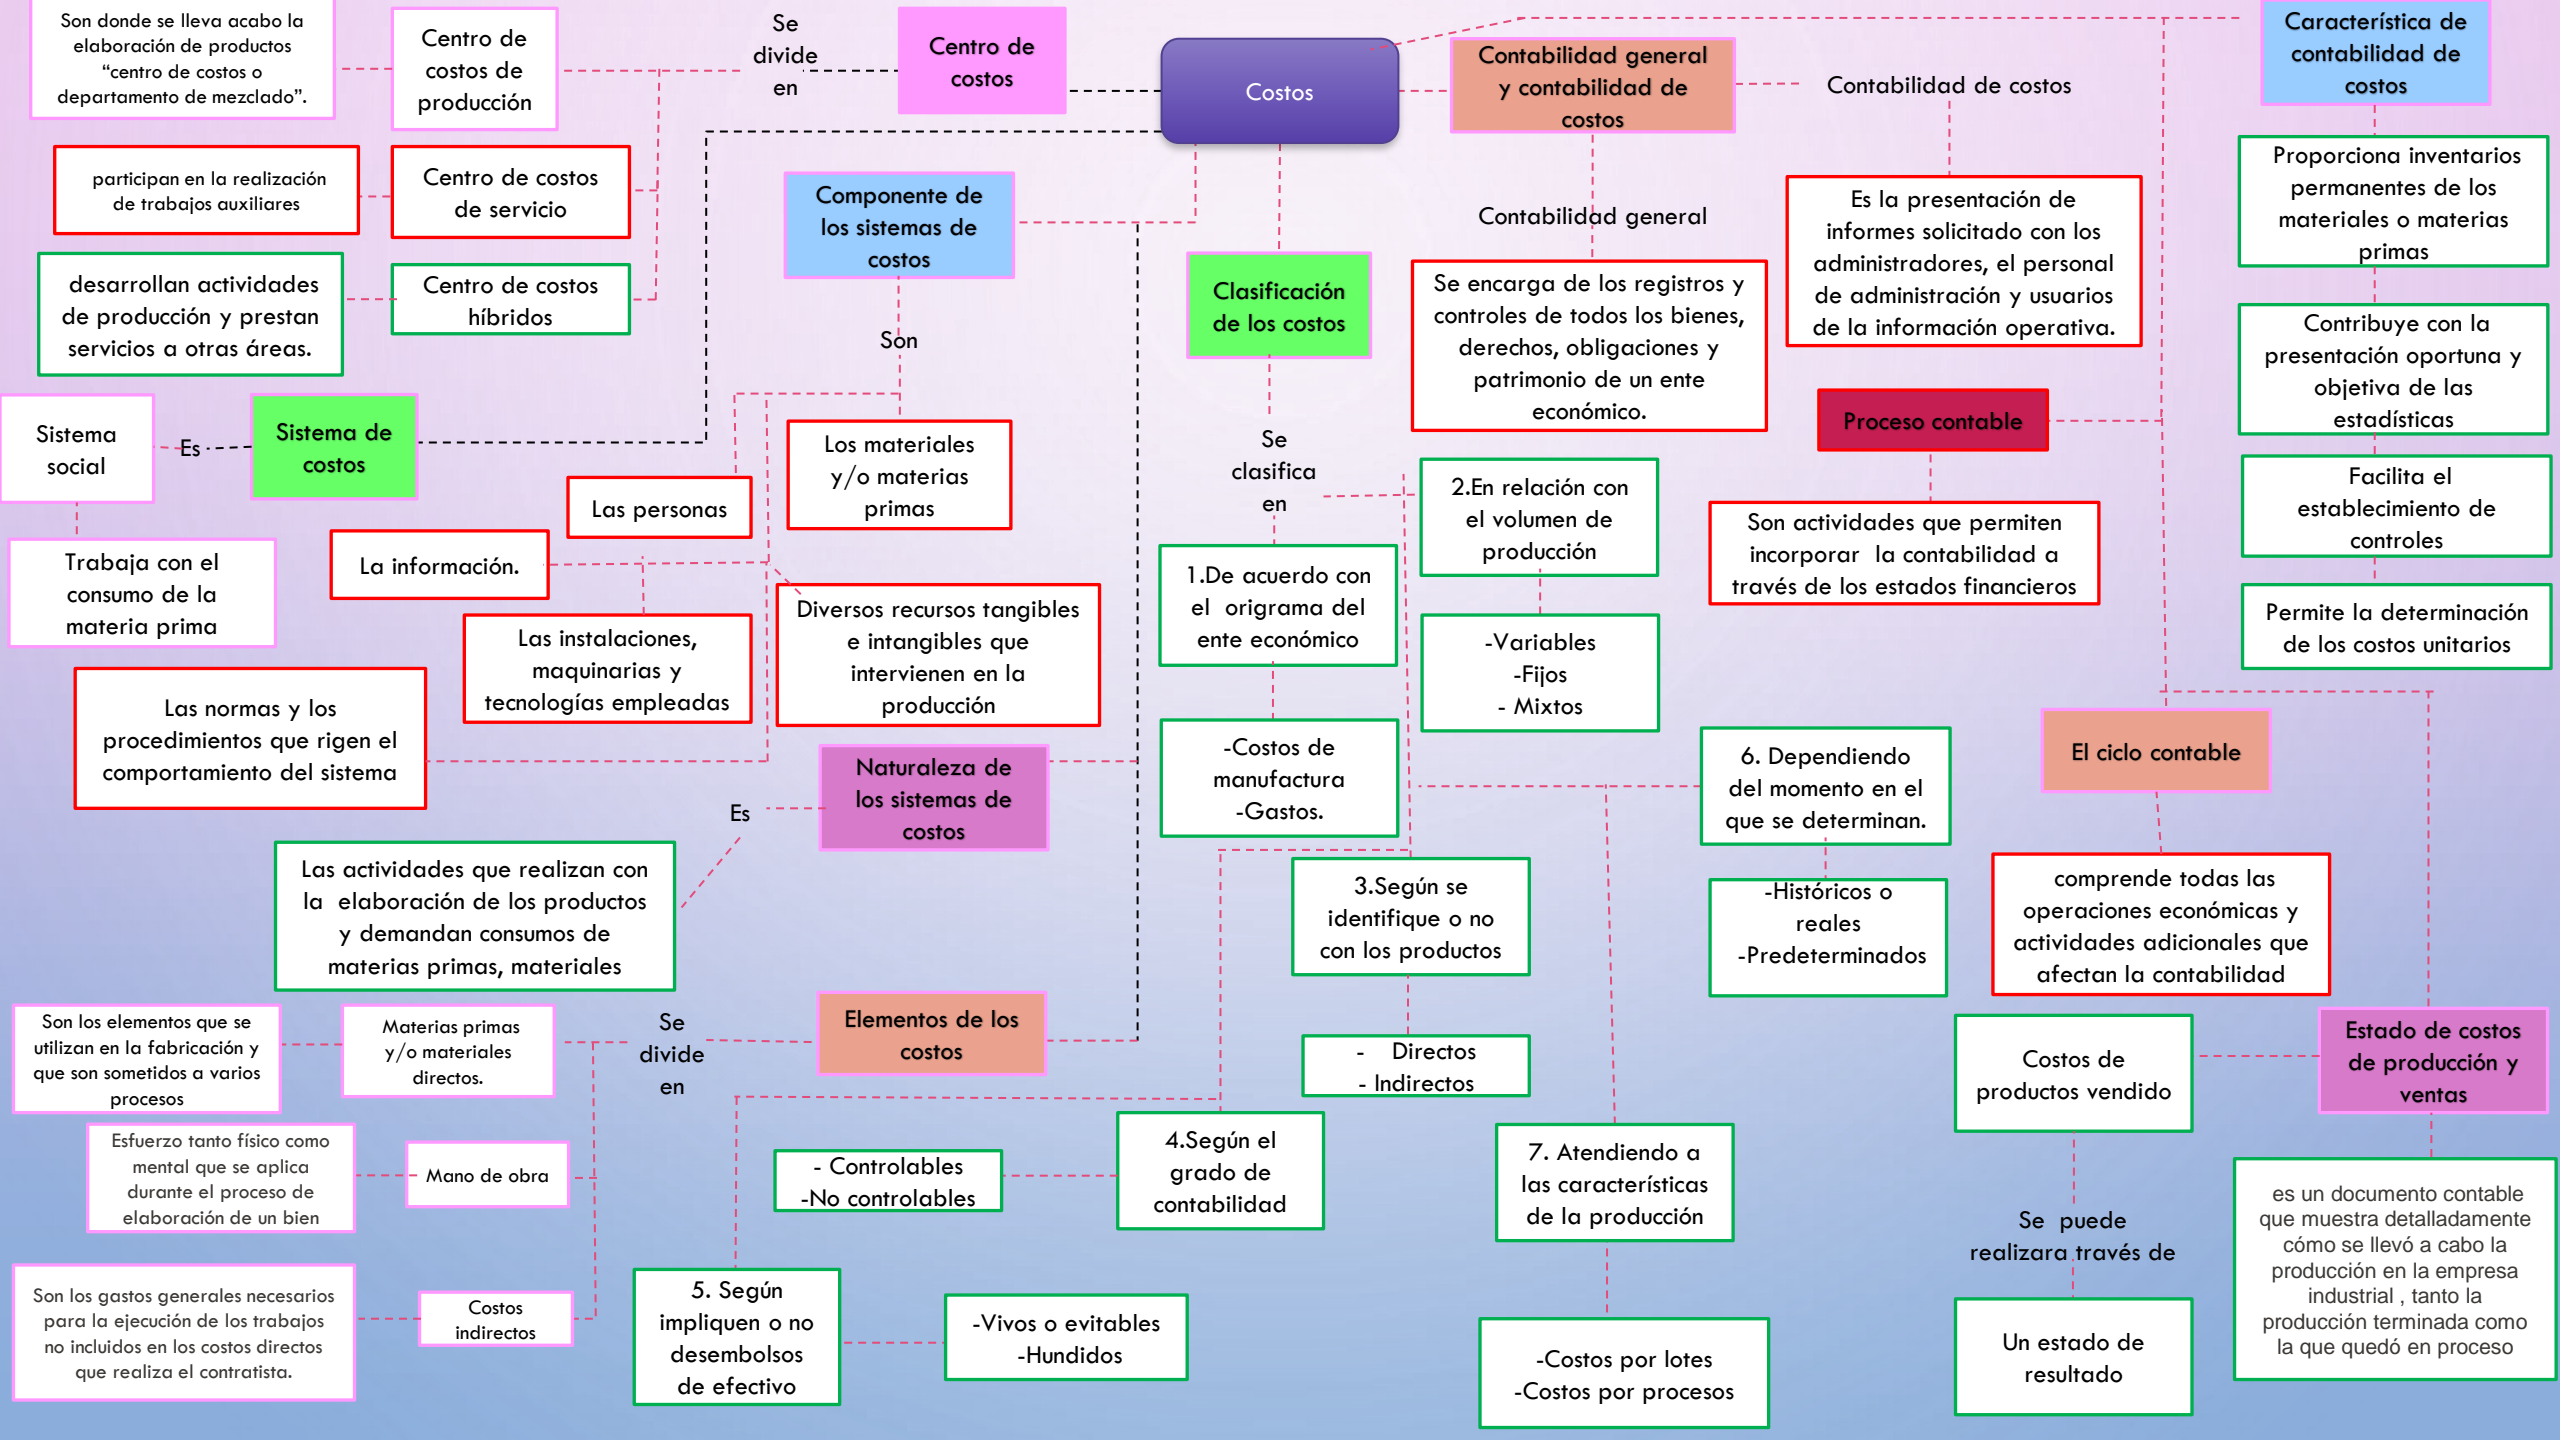 Son donde se lleva acabo la
elaboración de productos
“centro de costos o
departamento de mezclado”.
Centro de
costos de
producción
Se
divide
en
Centro de
costos
Costos
Contabilidad general
y contabilidad de
costos
Contabilidad de costos
Característica de
contabilidad de
costos
participan en la realización
de trabajos auxiliares
Centro de costos
de servicio
desarrollan actividades
de producción y prestan
servicios a otras áreas.
Centro de costos
híbridos
Componente de
los sistemas de
costos
Son
Clasificación
de los costos
Contabilidad general
Se encarga de los registros y
controles de todos los bienes,
derechos, obligaciones y
patrimonio de un ente
económico.
Es la presentación de
informes solicitado con los
administradores, el personal
de administración y usuarios
de la información operativa.
Proporciona inventarios
permanentes de los
materiales o materias
primas
Contribuye con la
presentación oportuna y
objetiva de las
estadísticas
Facilita el
establecimiento de
controles
Permite la determinación
de los costos unitarios
Sistema
social
Es
Sistema de
costos
Trabaja con el
consumo de la
materia prima
Los materiales
y/o materias
primas
Las personas
La información.
Las instalaciones,
maquinarias y
tecnologías empleadas
Diversos recursos tangibles
e intangibles que
intervienen en la
producción
Las normas y los
procedimientos que rigen el
comportamiento del sistema
Se
clasifica
en
1.De acuerdo con
el  origrama del
ente económico
-Costos de
manufactura
-Gastos.
2.En relación con
el volumen de
producción
-Variables
-Fijos
- Mixtos
Proceso contable
Son actividades que permiten
incorporar  la contabilidad a
través de los estados financieros
Naturaleza de
los sistemas de
costos
Es
Las actividades que realizan con
la  elaboración de los productos
y demandan consumos de
materias primas, materiales
3.Según se
identifique o no
con los productos
-    Directos
- Indirectos
6. Dependiendo
del momento en el
que se determinan.
-Históricos o
reales
-Predeterminados
El ciclo contable
comprende todas las
operaciones económicas y
actividades adicionales que
afectan la contabilidad
Son los elementos que se
utilizan en la fabricación y
que son sometidos a varios
procesos
Materias primas
y/o materiales
directos.
Se
divide
en
Elementos de los
costos
Esfuerzo tanto físico como
mental que se aplica
durante el proceso de
elaboración de un bien
Mano de obra
Son los gastos generales necesarios
para la ejecución de los trabajos
no incluidos en los costos directos
que realiza el contratista.
Costos
indirectos
- Controlables
-No controlables
4.Según el
grado de
contabilidad
5. Según
impliquen o no
desembolsos
de efectivo
-Vivos o evitables
-Hundidos
7. Atendiendo a
las características
de la producción
-Costos por lotes
-Costos por procesos
Costos de
productos vendido
Estado de costos
de producción y
ventas
Se  puede
realizara través de
Un estado de
resultado
es un documento contable
que muestra detalladamente
cómo se llevó a cabo la
producción en la empresa
industrial , tanto la
producción terminada como
la que quedó en proceso